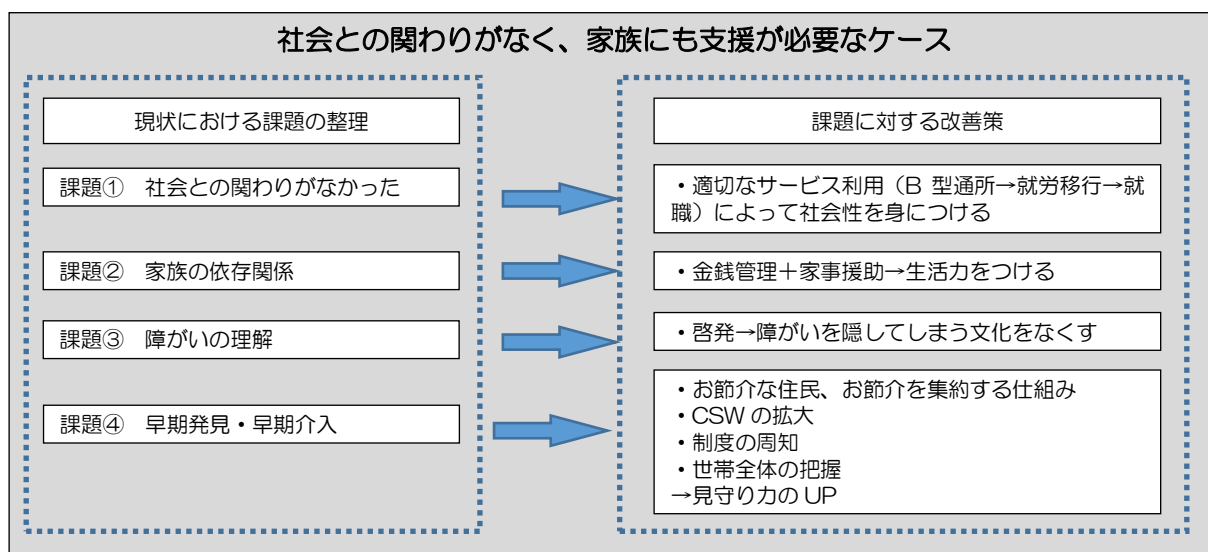 社会との関わりがなく、家族にも支援が必要なケース
現状における課題の整理
課題に対する改善策
課題① 社会との関わりがなかった
・適切なサービス利用（B 型通所→就労移行→就
職）によって社会性を身につける
課題② 家族の依存関係
・金銭管理＋家事援助→生活力をつける
課題③ 障がいの理解
・啓発→障がいを隠してしまう文化をなくす
課題④ 早期発見・早期介入
・お節介な住民、お節介を集約する仕組み
・CSW の拡大
・制度の周知
・世帯全体の把握
→見守り力の UP